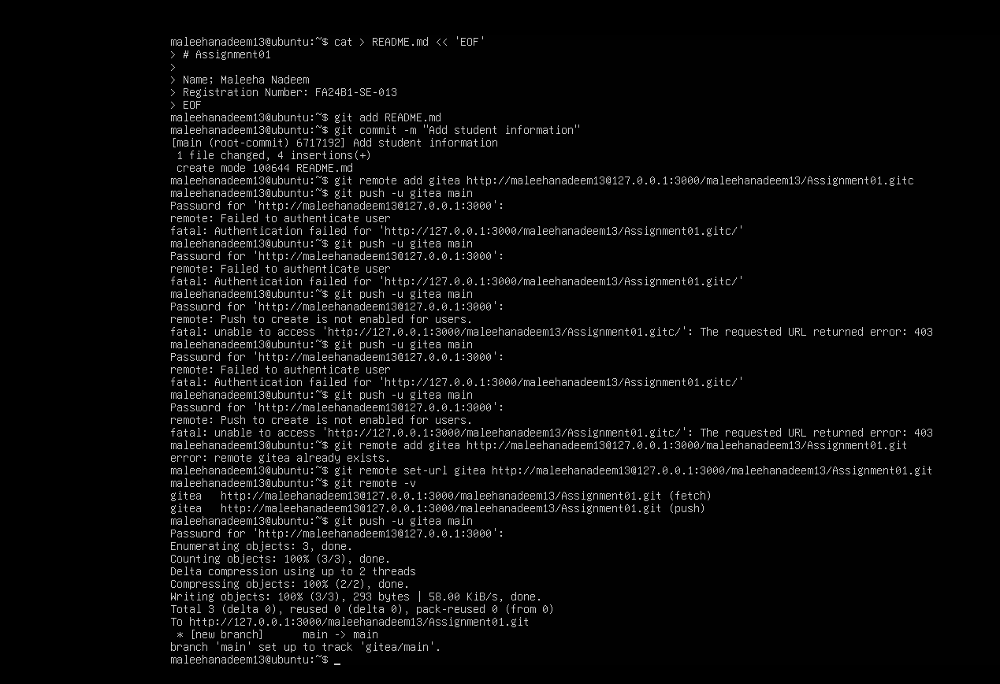 maleehanadeem13@ubuntu:~$ cat > README.md << 'EOF'
> # Assignment01
>
> Name; Maleeha Nadeem
> Registration Number: FA24B1-SE-013
> EOF
maleehanadeem13@ubuntu:~$ git add README.md
maleehanadeem13@ubuntu:~$ git commit -m "Add student information"
[main (root-commit) 6717192] Add student information
 1 file changed, 4 insertions(+)
 create mode 100644 README.md
maleehanadeem13@ubuntu:~$ git remote add gitea http://maleehanadeem13@127.0.0.1:3000/maleehanadeem13/Assignment01.gitc
maleehanadeem13@ubuntu:~$ git push -u gitea main
Password for 'http://maleehanadeem13@127.0.0.1:3000':
remote: Failed to authenticate user
fatal: Authentication failed for 'http://127.0.0.1:3000/maleehanadeem13/Assignment01.gitc/'
maleehanadeem13@ubuntu:~$ git push -u gitea main
Password for 'http://maleehanadeem13@127.0.0.1:3000':
remote: Failed to authenticate user
fatal: Authentication failed for 'http://127.0.0.1:3000/maleehanadeem13/Assignment01.gitc/'
maleehanadeem13@ubuntu:~$ git push -u gitea main
Password for 'http://maleehanadeem13@127.0.0.1:3000':
remote: Push to create is not enabled for users.
fatal: unable to access 'http://127.0.0.1:3000/maleehanadeem13/Assignment01.gitc/': The requested URL returned error: 403
maleehanadeem13@ubuntu:~$ git push -u gitea main
Password for 'http://maleehanadeem13@127.0.0.1:3000':
remote: Failed to authenticate user
fatal: Authentication failed for 'http://127.0.0.1:3000/maleehanadeem13/Assignment01.gitc/'
maleehanadeem13@ubuntu:~$ git push -u gitea main
Password for 'http://maleehanadeem13@127.0.0.1:3000':
remote: Push to create is not enabled for users.
fatal: unable to access 'http://127.0.0.1:3000/maleehanadeem13/Assignment01.gitc/': The requested URL returned error: 403
maleehanadeem13@ubuntu:~$ git remote add gitea http://maleehanadeem13@127.0.0.1:3000/maleehanadeem13/Assignment01.git
error: remote gitea already exists.
maleehanadeem13@ubuntu:~$ git remote set-url gitea http://maleehanadeem13@127.0.0.1:3000/maleehanadeem13/Assignment01.git
maleehanadeem13@ubuntu:~$ git remote -v
gitea	http://maleehanadeem13@127.0.0.1:3000/maleehanadeem13/Assignment01.git (fetch)
gitea	http://maleehanadeem13@127.0.0.1:3000/maleehanadeem13/Assignment01.git (push)
maleehanadeem13@ubuntu:~$ git push -u gitea main
Password for 'http://maleehanadeem13@127.0.0.1:3000':
Enumerating objects: 3, done.
Counting objects: 100% (3/3), done.
Delta compression using up to 2 threads
Compressing objects: 100% (2/2), done.
Writing objects: 100% (3/3), 293 bytes | 58.00 KiB/s, done.
Total 3 (delta 0), reused 0 (delta 0), pack-reused 0 (from 0)
To http://127.0.0.1:3000/maleehanadeem13/Assignment01.git
 * [new branch]      main -> main
branch 'main' set up to track 'gitea/main'.
maleehanadeem13@ubuntu:~$ _